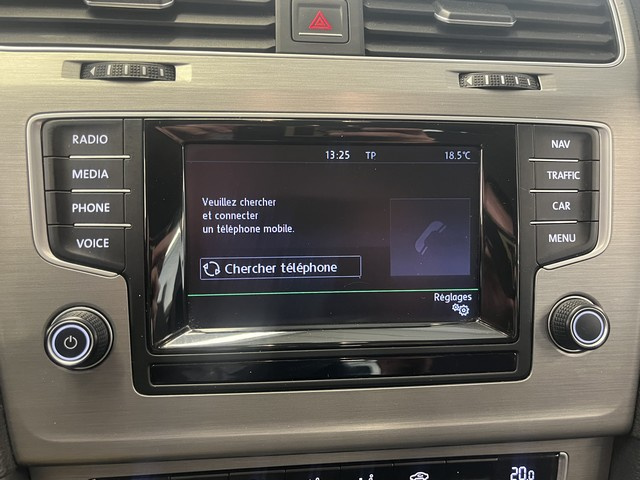 RADIO
MEDIA
PHONE
VOICE
13:25 TP 18.5°C
Veuillez chercher
et connecter
un téléphone mobile.
Chercher téléphone
Réglages
NAV
TRAFFIC
CAR
MENU
20.0